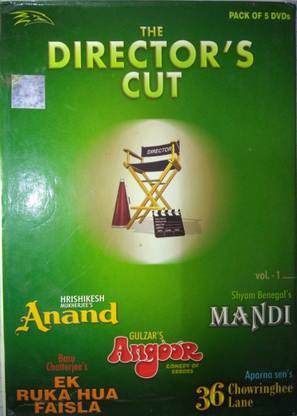 PACK OF 5 DVDs
THE
DIRECTOR'S
CUT
DIRECTOR
vol. - 1
HRISHIKESH
MUKHERJEE'S
Anand
Shyam Benegal's
MANDI
GULZAR'S
Angoor
COMEDY OF
ERRORS
Basu
Chatterjee's
EK
RUKA HUA
FAISLA
Aparna sen's
36 Chowringhee
Lane